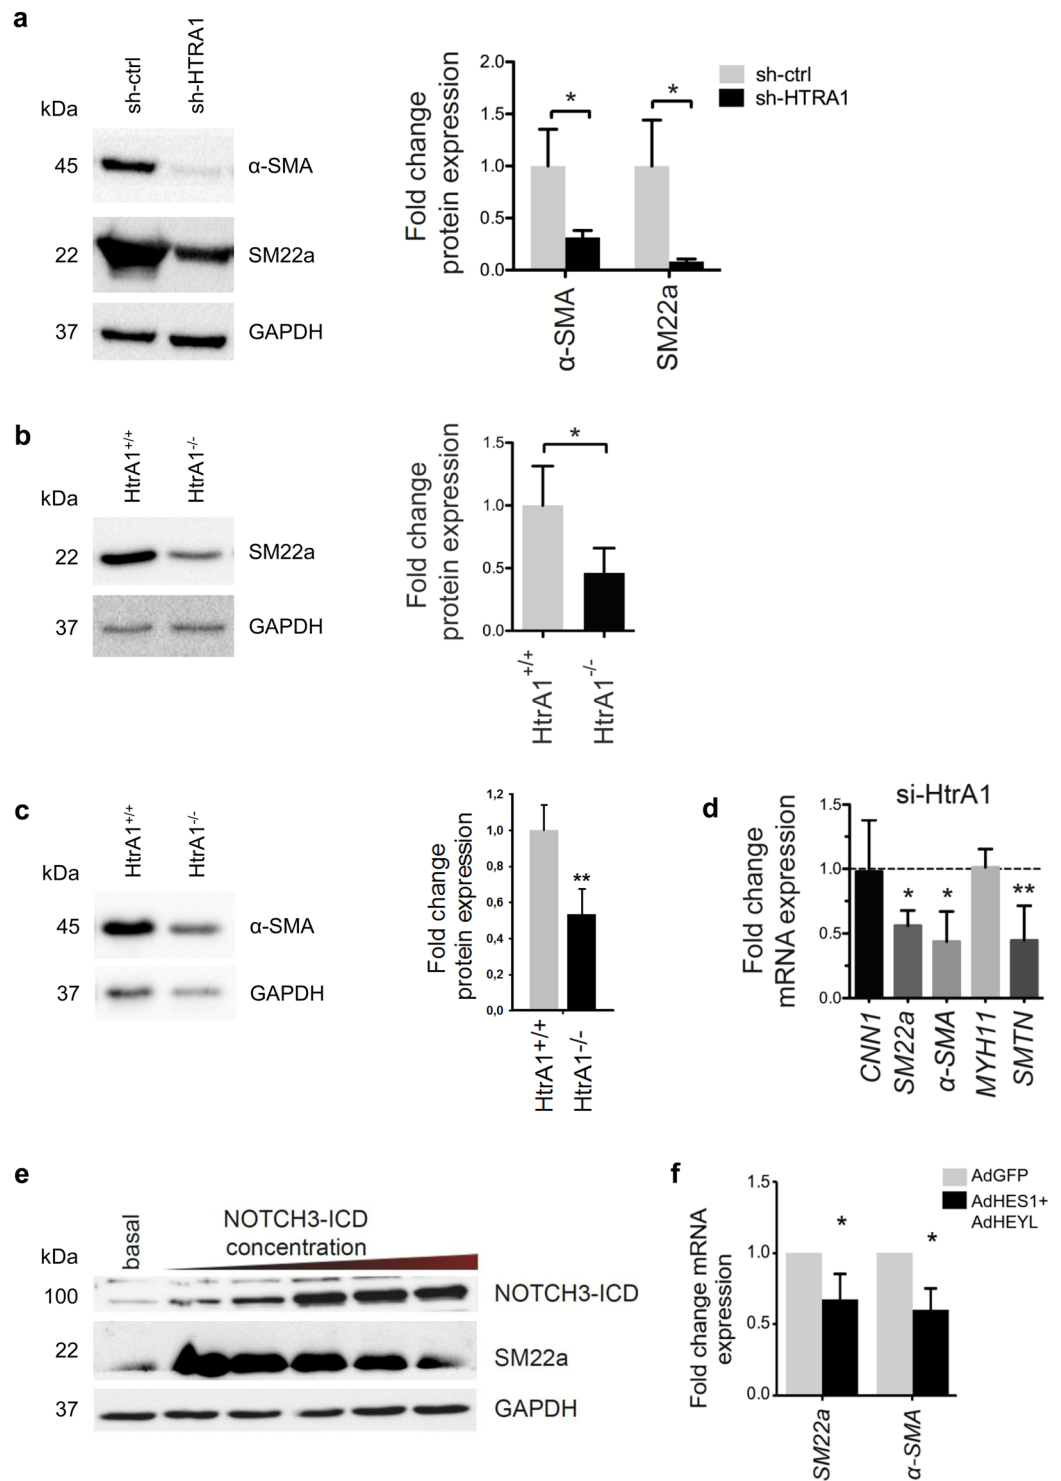 a
kDa
sh-ctrl
sh-HTRA1
45
α-SMA
22
SM22a
37
GAPDH
Fold change
protein expression
2.0
1.5
1.0
0.5
0.0
*
*
α-SMA
SM22a
sh-ctrl
sh-HTRA1
b
kDa
HtrA1+/+
HtrA1-/-
22
SM22a
37
GAPDH
Fold change
protein expression
1.5
1.0
0.5
0.0
*
HtrA1+/+
HtrA1-/-
c
kDa
HtrA1+/+
HtrA1-/-
45
α-SMA
37
GAPDH
Fold change
protein expression
1,2
1,0
0,8
0,6
0,4
0,2
0,0
**
HtrA1+/+
HtrA1-/-
d
si-HtrA1
Fold change
mRNA expression
1.5
1.0
0.5
0.0
*
*
**
CNN1
SM22a
α-SMA
MYH11
SMTN
e
kDa
basal
NOTCH3-ICD
concentration
100
NOTCH3-ICD
22
SM22a
37
GAPDH
f
Fold change mRNA
expression
1.5
1.0
0.5
0.0
*
*
SM22a
α-SMA
AdGFP
AdHES1+
AdHEYL